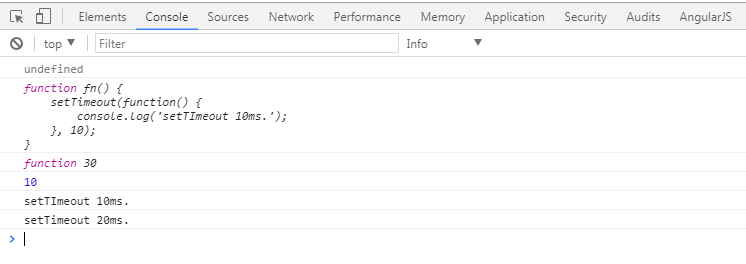 Elements Console Sources Network Performance Memory Application Security Audits AngularJS
top Filter Info
undefined
function fn() {
    setTimeout(function() {
        console.log('setTImeout 10ms.');
    }, 10);
}
function 30
10
setTImeout 10ms.
setTimeout 20ms.
>